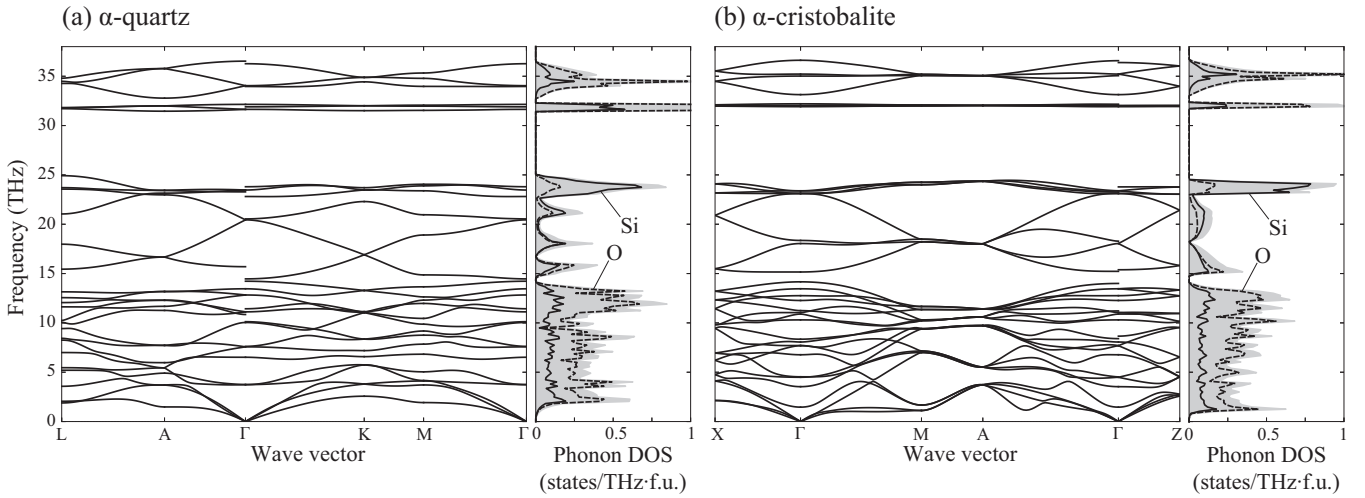 (a) α-quartz
(b) α-cristobalite
Frequency (THz)
35
30
25
20
15
10
5
0
Si
O
L A Γ K M Γ
0 0.5 1
Wave vector
Phonon DOS
(states/THz·f.u.)
Si
O
X Γ M A Γ Z
0 0.5 1
Wave vector
Phonon DOS
(states/THz·f.u.)